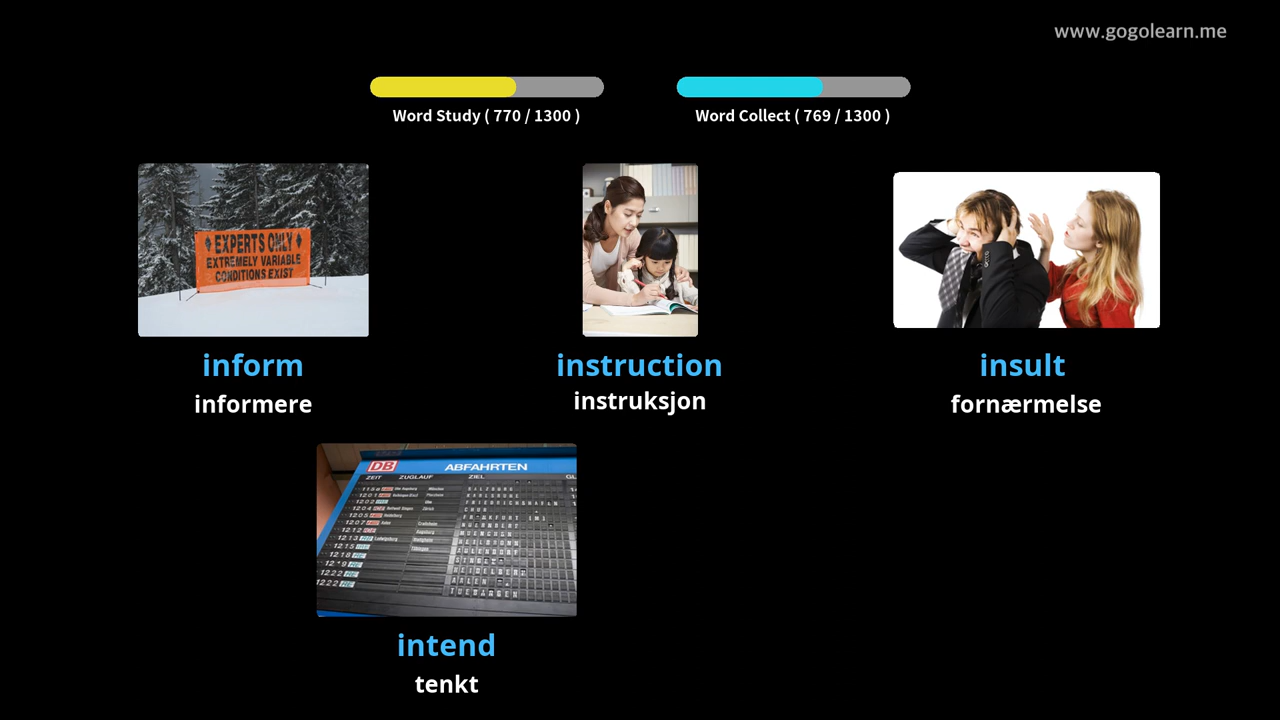 www.gogolearn.me
Word Study ( 770 / 1300 )
Word Collect ( 769 / 1300 )
EXPERTS ONLY
EXTREMELY VARIABLE
CONDITIONS EXIST
inform
informere
instruction
instruksjon
insult
fornærmelse
DB ABFAHRTEN
ZEIT ZUGLAUF ZIEL
intend
tenkt